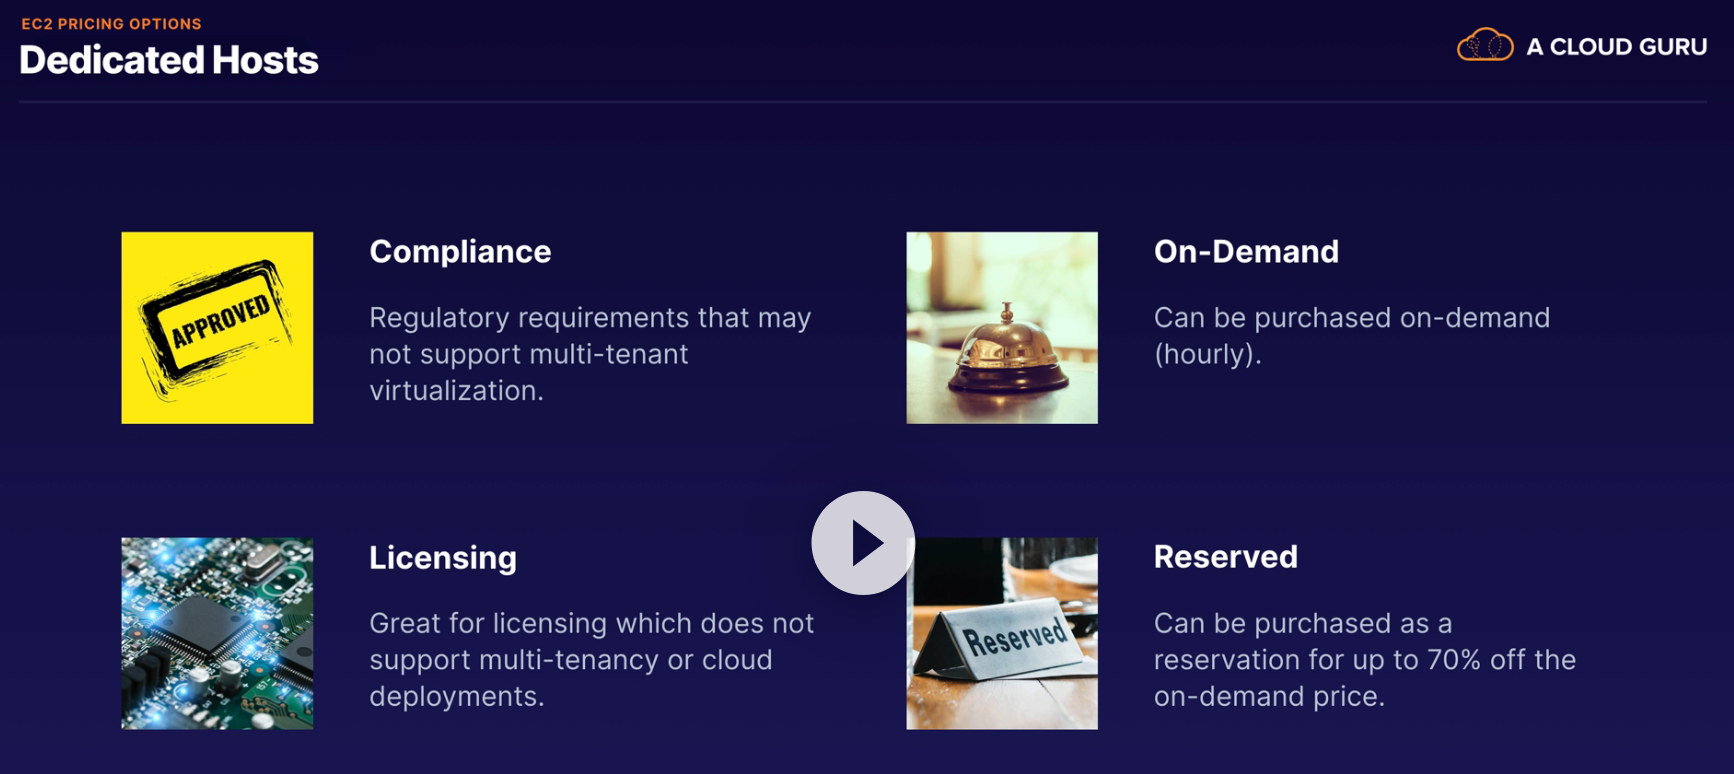 EC2 PRICING OPTIONS
Dedicated Hosts
A CLOUD GURU
APPROVED
Compliance
Regulatory requirements that may
not support multi-tenant
virtualization.
On-Demand
Can be purchased on-demand
(hourly).
Licensing
Great for licensing which does not
support multi-tenancy or cloud
deployments.
Reserved
Reserved
Can be purchased as a
reservation for up to 70% off the
on-demand price.